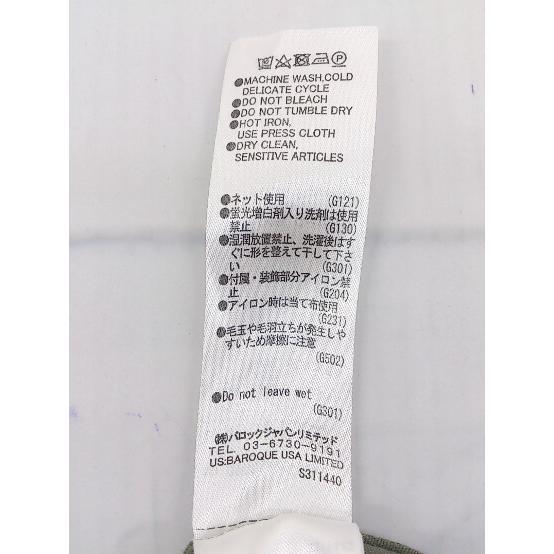 ●MACHINE WASH,COLD
DELICATE CYCLE
●DO NOT BLEACH
●DO NOT TUMBLE DRY
●HOT IRON,
USE PRESS CLOTH
●DRY CLEAN,
SENSITIVE ARTICLES
●ネット使用 (G121)
●蛍光増白剤入り洗剤は使用
禁止 (G130)
●湿潤放置禁止、洗濯後はす
ぐに形を整えて干して下さ
い (G301)
●付属・装飾部分アイロン禁
止 (G204)
●アイロン時は当て布使用
(G231)
●毛玉や毛羽立ちが発生しや
すいため摩擦に注意
(G502)
●Do not leave wet
(G301)
㈱バロックジャパンリミテッド
TEL. 03-6730-9191
US:BAROQUE USA LIMITED
S311440